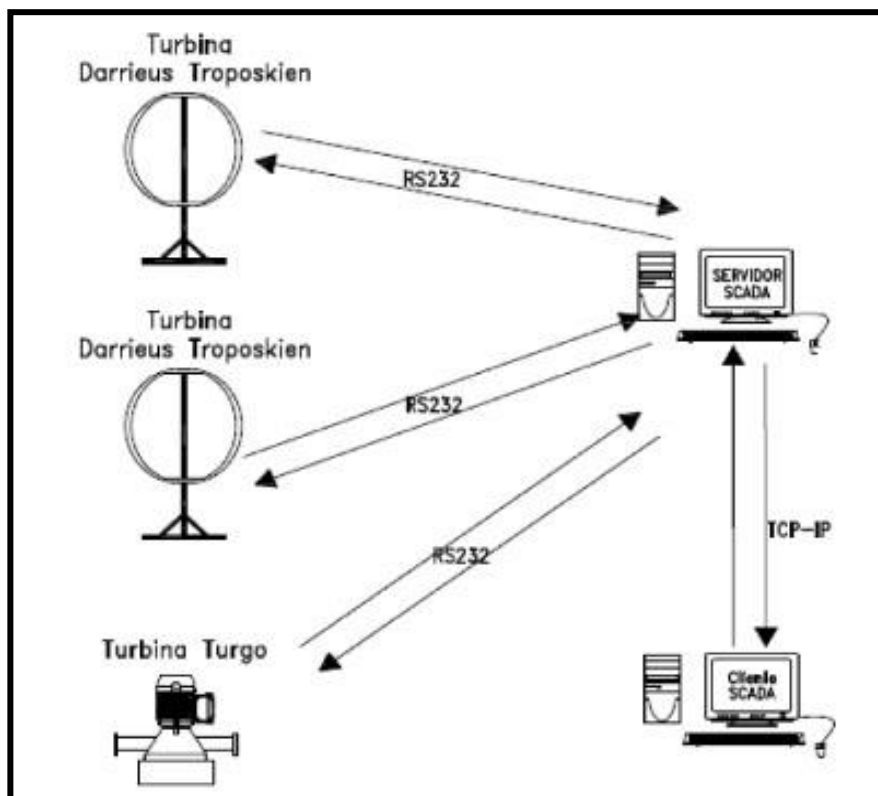 Turbina
Darrieus Troposkien
RS232
SERVIDOR
SCADA
Turbina
Darrieus Troposkien
RS232
RS232
TCP-IP
Turbina Turgo
Cliente
SCADA